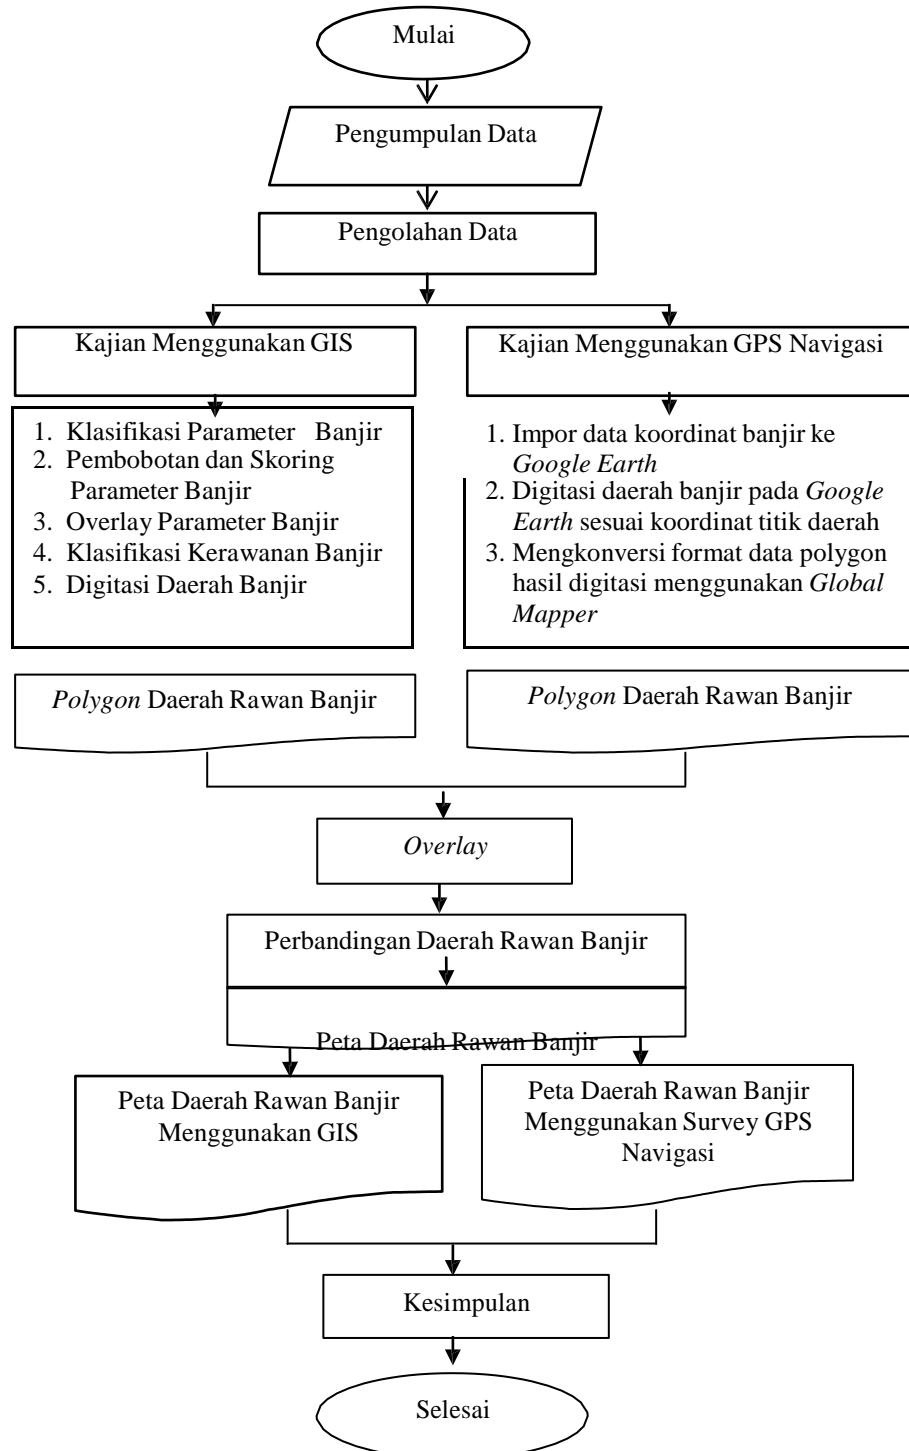 Mulai
Pengumpulan Data
Pengolahan Data
Kajian Menggunakan GIS
Kajian Menggunakan GPS Navigasi
1. Klasifikasi Parameter Banjir
2. Pembobotan dan Skoring
Parameter Banjir
3. Overlay Parameter Banjir
4. Klasifikasi Kerawanan Banjir
5. Digitasi Daerah Banjir
1. Impor data koordinat banjir ke
Google Earth
2. Digitasi daerah banjir pada Google
Earth sesuai koordinat titik daerah
3. Mengkonversi format data polygon
hasil digitasi menggunakan Global
Mapper
Polygon Daerah Rawan Banjir
Polygon Daerah Rawan Banjir
Overlay
Perbandingan Daerah Rawan Banjir
Peta Daerah Rawan Banjir
Peta Daerah Rawan Banjir
Menggunakan GIS
Peta Daerah Rawan Banjir
Menggunakan Survey GPS
Navigasi
Kesimpulan
Selesai